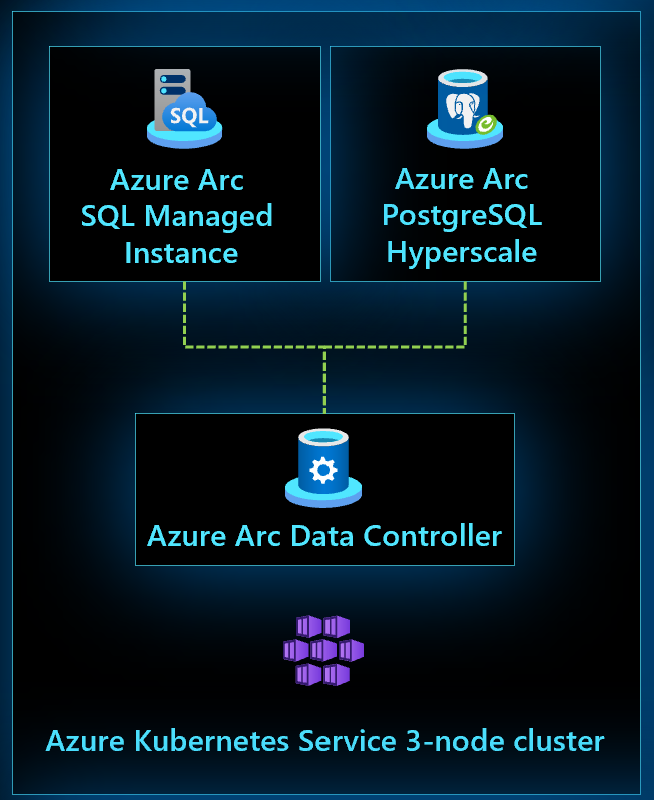 SQL
Azure Arc
SQL Managed
Instance
Azure Arc
PostgreSQL
Hyperscale
Azure Arc Data Controller
Azure Kubernetes Service 3-node cluster